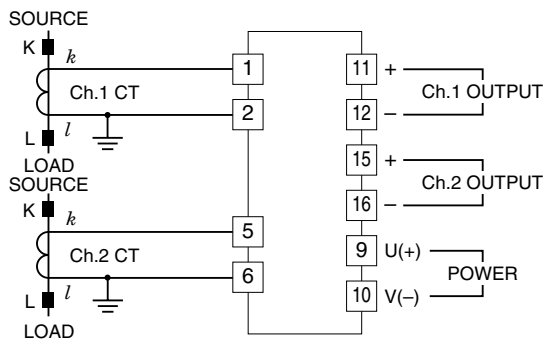 SOURCE
K k
1
11 +
Ch.1 CT
Ch.1 OUTPUT
2
12 –
L l
LOAD
15 +
SOURCE
Ch.2 OUTPUT
K k
16 –
5
9 U(+)
Ch.2 CT
POWER
6
10 V(–)
L l
LOAD